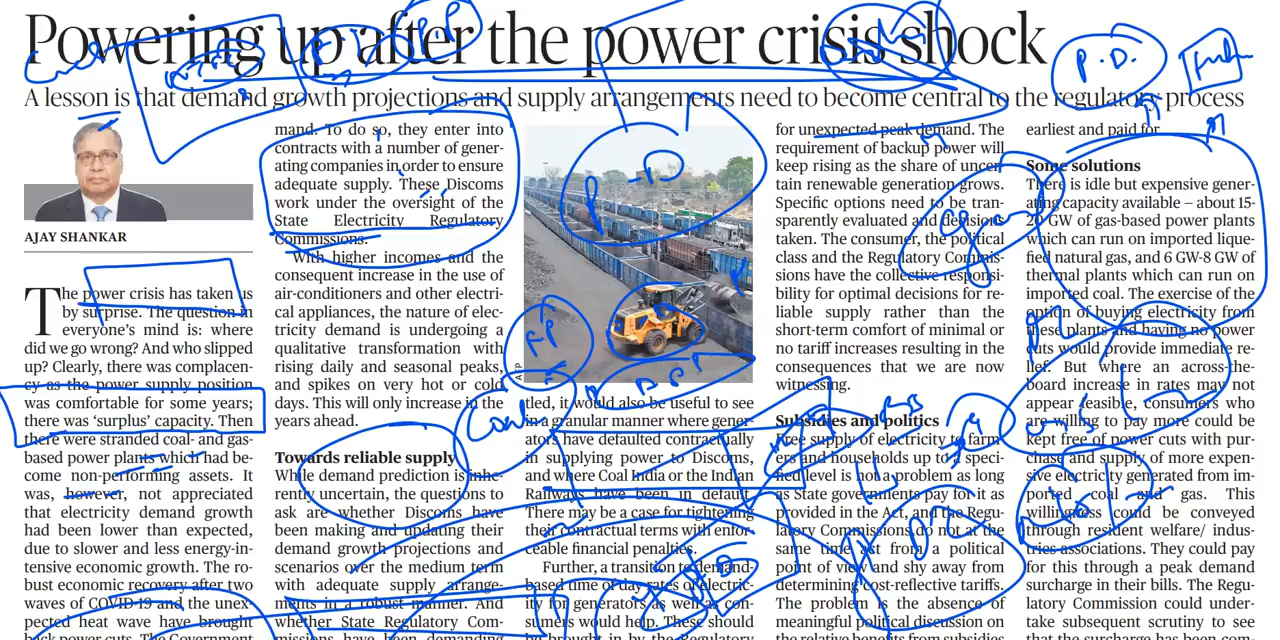 Powering up after the power crisis shock
A lesson is that demand growth projections and supply arrangements need to become central to the regulatory process
P.P
P.D.
AJAY SHANKAR
The power crisis has taken us
by surprise. The question in
everyone's mind is: where
did we go wrong? And who slipped
up? Clearly, there was complacen-
cy as the power supply position
was comfortable for some years;
there was 'surplus' capacity. Then
there were stranded coal- and gas-
based power plants which had be-
come non-performing assets. It
was, however, not appreciated
that electricity demand growth
had been lower than expected,
due to slower and less energy-in-
tensive economic growth. The ro-
bust economic recovery after two
waves of COVID-19 and the unex-
pected heat wave have brought
back power cuts. The Government
mand. To do so, they enter into
contracts with a number of gener-
ating companies in order to ensure
adequate supply. These Discoms
work under the oversight of the
State Electricity Regulatory
Commissions.
With higher incomes and the
consequent increase in the use of
air-conditioners and other electri-
cal appliances, the nature of elec-
tricity demand is undergoing a
qualitative transformation with
rising daily and seasonal peaks,
and spikes on very hot or cold
days. This will only increase in the
years ahead.
Towards reliable supply
While demand prediction is inhe-
rently uncertain, the questions to
ask are whether Discoms have
been making and updating their
demand growth projections and
scenarios over the medium term
with adequate supply arrange-
ments in a robust manner. And
whether State Regulatory Com-
missions have been demanding
P-D
AFP
Coal
tled, it would also be useful to see
in a granular manner where gener-
ators have defaulted contractually
in supplying power to Discoms,
and where Coal India or the Indian
Railways have been in default.
There may be a case for tightening
their contractual terms with enfor-
ceable financial penalties.
Further, a transition to demand-
based time of day rates of electric-
ity for generators as well as con-
sumers would help. These should
be brought in by the Regulatory
for unexpected peak demand. The
requirement of backup power will
keep rising as the share of uncer-
tain renewable generation grows.
Specific options need to be tran-
sparently evaluated and decisions
taken. The consumer, the political
class and the Regulatory Commis-
sions have the collective responsi-
bility for optimal decisions for re-
liable supply rather than the
short-term comfort of minimal or
no tariff increases resulting in the
consequences that we are now
witnessing.
Subsidies and politics
Free supply of electricity to farm-
ers and households up to a speci-
fied level is not a problem as long
as State governments pay for it as
provided in the Act, and the Regu-
latory Commissions do not at the
same time act from a political
point of view and shy away from
determining cost-reflective tariffs.
The problem is the absence of
meaningful political discussion on
the relative benefits from subsidies
earliest and paid for.
Some solutions
There is idle but expensive gener-
ating capacity available – about 15-
20 GW of gas-based power plants
which can run on imported lique-
fied natural gas, and 6 GW-8 GW of
thermal plants which can run on
imported coal. The exercise of the
option of buying electricity from
these plants and having no power
cuts would provide immediate re-
lief. But where an across-the-
board increase in rates may not
appear feasible, consumers who
are willing to pay more could be
kept free of power cuts with pur-
chase and supply of more expen-
sive electricity generated from im-
ported coal and gas. This
willingness could be conveyed
through resident welfare/ indus-
tries associations. They could pay
for this through a peak demand
surcharge in their bills. The Regu-
latory Commission could under-
take subsequent scrutiny to see
that the surcharge has been com-